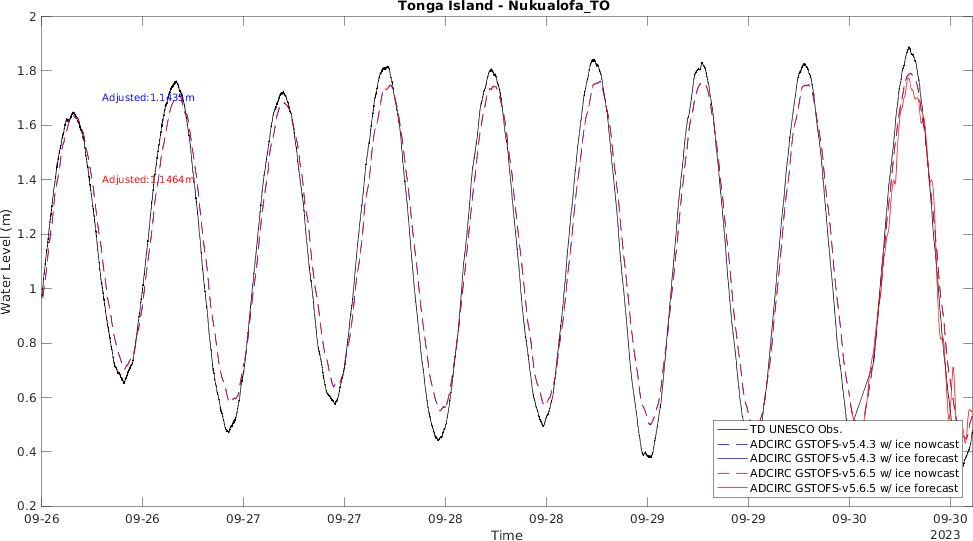 Tonga Island - Nukualofa_TO
2
1.8
1.6
1.4
1.2
1
0.8
0.6
0.4
0.2
Water Level (m)
Adjusted:1.1435m
Adjusted:1.1464m
TD UNESCO Obs.
ADCIRC GSTOFS-v5.4.3 w/ ice nowcast
ADCIRC GSTOFS-v5.4.3 w/ ice forecast
ADCIRC GSTOFS-v5.6.5 w/ ice nowcast
ADCIRC GSTOFS-v5.6.5 w/ ice forecast
09-26 09-26 09-27 09-27 09-28 09-28 09-29 09-29 09-30 09-30
2023
Time